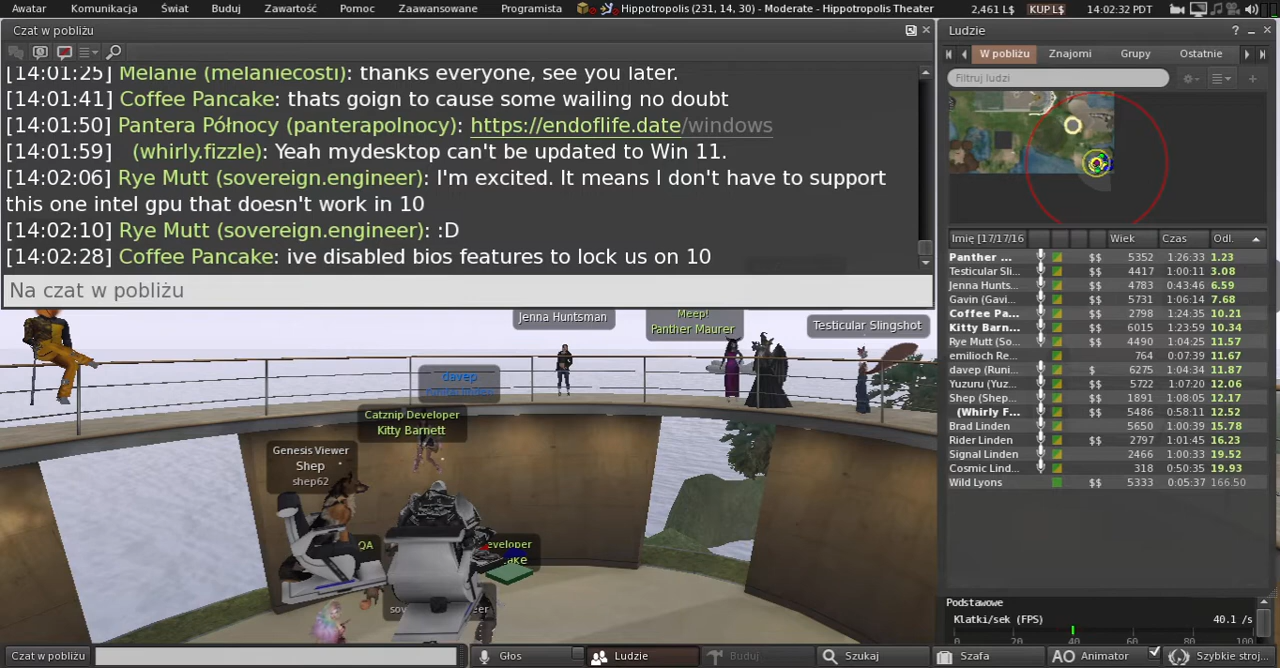 Awatar Komunikacja Świat Buduj Zawartość Pomoc Zaawansowane Programista Hippotropolis (231, 14, 30) - Moderate - Hippotropolis Theater 2,461 L$ KUP L$ 14:02:32 PDT
Czat w pobliżu
[14:01:25] Melanie (melaniecosti): thanks everyone, see you later.
[14:01:41] Coffee Pancake: thats goign to cause some wailing no doubt
[14:01:50] Pantera Północy (panterapolnocy): https://endoflife.date/windows
[14:01:59] (whirly.fizzle): Yeah mydesktop can't be updated to Win 11.
[14:02:06] Rye Mutt (sovereign.engineer): I'm excited. It means I don't have to support
this one intel gpu that doesn't work in 10
[14:02:10] Rye Mutt (sovereign.engineer): :D
[14:02:28] Coffee Pancake: ive disabled bios features to lock us on 10
Na czat w pobliżu
Jenna Huntsman
Meep!
Panther Maurer
Testicular Slingshot
davep
Catznip Developer
Kitty Barnett
Genesis Viewer
Shep
shep62
QA
Ludzie
W pobliżu Znajomi Grupy Ostatnie
Filtruj ludzi
Imię [17/17/16 Wiek Czas Odl.
Panther ... $$ 5352 1:26:33 1.23
Testicular Sli... $$ 4417 1:00:11 3.08
Jenna Hunts... $$ 4783 0:43:46 6.59
Gavin (Gavi... $$ 5731 1:06:14 7.68
Coffee Pa... $$ 2798 1:24:35 10.21
Kitty Barn... $$ 6015 1:23:59 10.34
Rye Mutt (So... $$ 4490 1:04:25 11.57
emilioch Re... 764 0:07:39 11.67
davep (Runi... $ 6275 1:04:34 11.87
Yuzuru (Yuz... $$ 5722 1:07:20 12.06
Shep (Shep... $$ 1891 1:08:05 12.17
(Whirly F... $$ 5486 0:58:11 12.52
Brad Linden 5650 1:00:39 15.78
Rider Linden $$ 2797 1:01:45 16.23
Signal Linden 2466 1:00:33 19.52
Cosmic Lind... 318 0:50:35 19.93
Wild Lyons $$ 5333 0:05:37 166.50
Podstawowe
Klatki/sek (FPS) 40.1 /s
0 20 40 60 80 100
Czat w pobliżu Głos Ludzie Buduj Szukaj Szafa AO Animator Szybkie stroj...